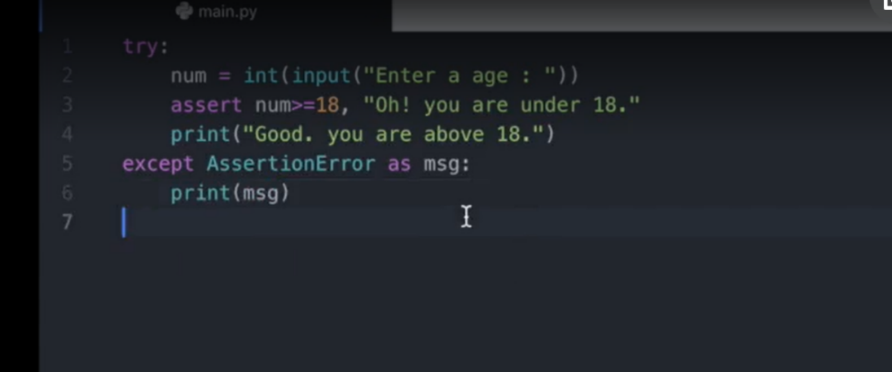 main.py
1 try:
2     num = int(input("Enter a age : "))
3     assert num>=18, "Oh! you are under 18."
4     print("Good. you are above 18.")
5 except AssertionError as msg:
6     print(msg)
7